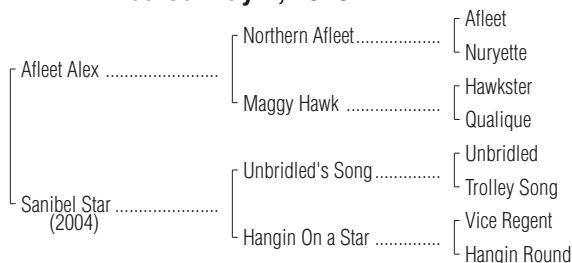 Afleet
Northern Afleet
Nuryette
Afleet Alex
Hawkster
Maggy Hawk
Qualique
Unbridled
Unbridled's Song
Trolley Song
Sanibel Star
(2004)
Vice Regent
Hangin On a Star
Hangin Round